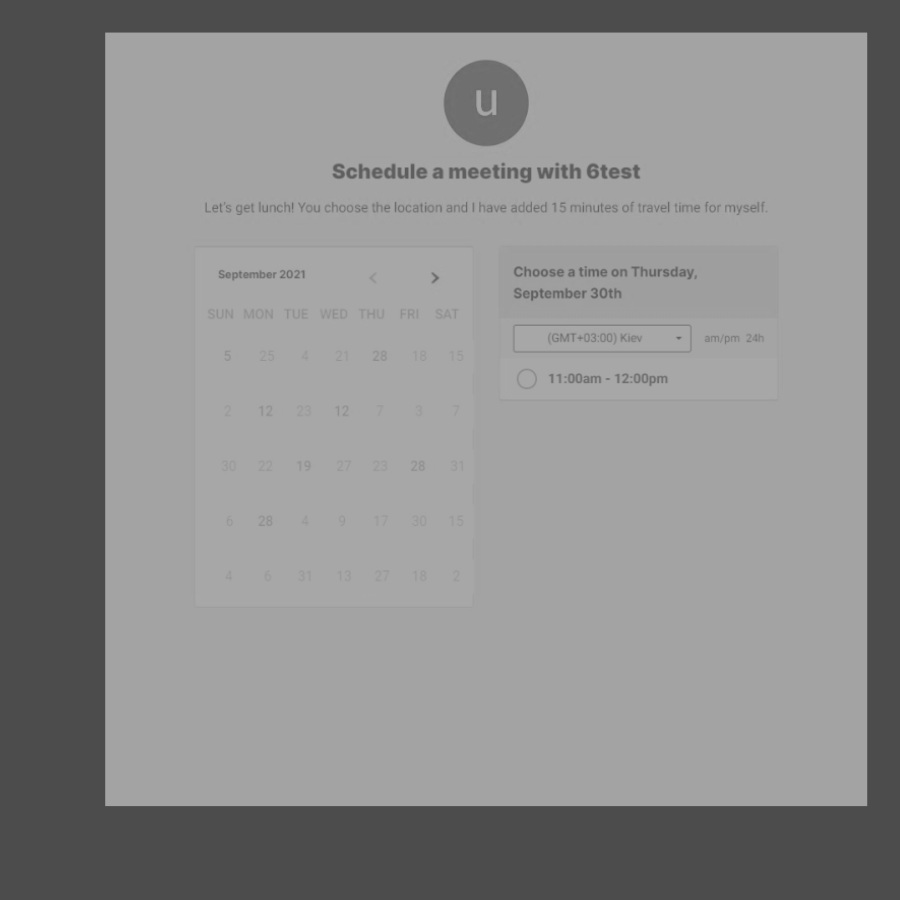 u
Schedule a meeting with 6test
Let's get lunch! You choose the location and I have added 15 minutes of travel time for myself.
September 2021
SUN MON TUE WED THU FRI SAT
5 25 4 21 28 18 15
2 12 23 12 7 3 7
30 22 19 27 23 28 31
6 28 4 9 17 30 15
4 6 31 13 27 18 2
Choose a time on Thursday,
September 30th
(GMT+03:00) Kiev am/pm 24h
11:00am - 12:00pm